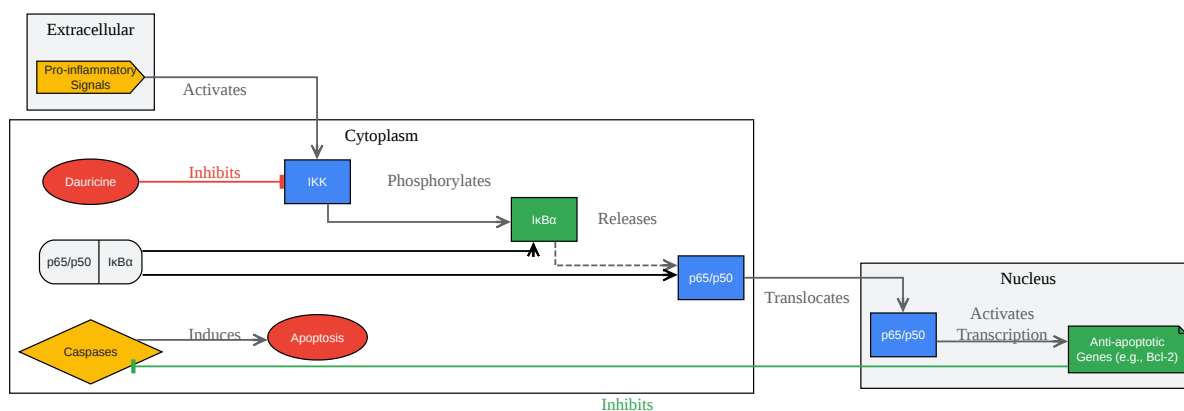 Extracellular
Pro-inflammatory
Signals
Activates
Cytoplasm
Dauricine
Inhibits
IKK
Phosphorylates
IκBα
Releases
p65/p50
IκBα
p65/p50
Translocates
Nucleus
p65/p50
Activates
Transcription
Anti-apoptotic
Genes (e.g., Bcl-2)
Caspases
Induces
Apoptosis
Inhibits